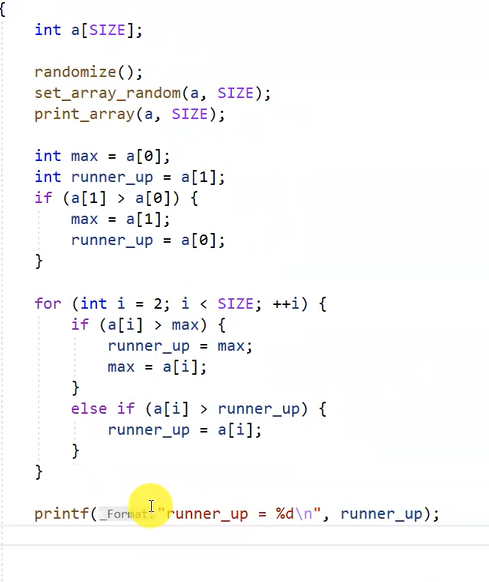 {
int a[SIZE];
randomize();
set_array_random(a, SIZE);
print_array(a, SIZE);
int max = a[0];
int runner_up = a[1];
if (a[1] > a[0]) {
max = a[1];
runner_up = a[0];
}
for (int i = 2; i < SIZE; ++i) {
if (a[i] > max) {
runner_up = max;
max = a[i];
}
else if (a[i] > runner_up) {
runner_up = a[i];
}
}
printf(_Format:"runner_up = %d\n", runner_up);